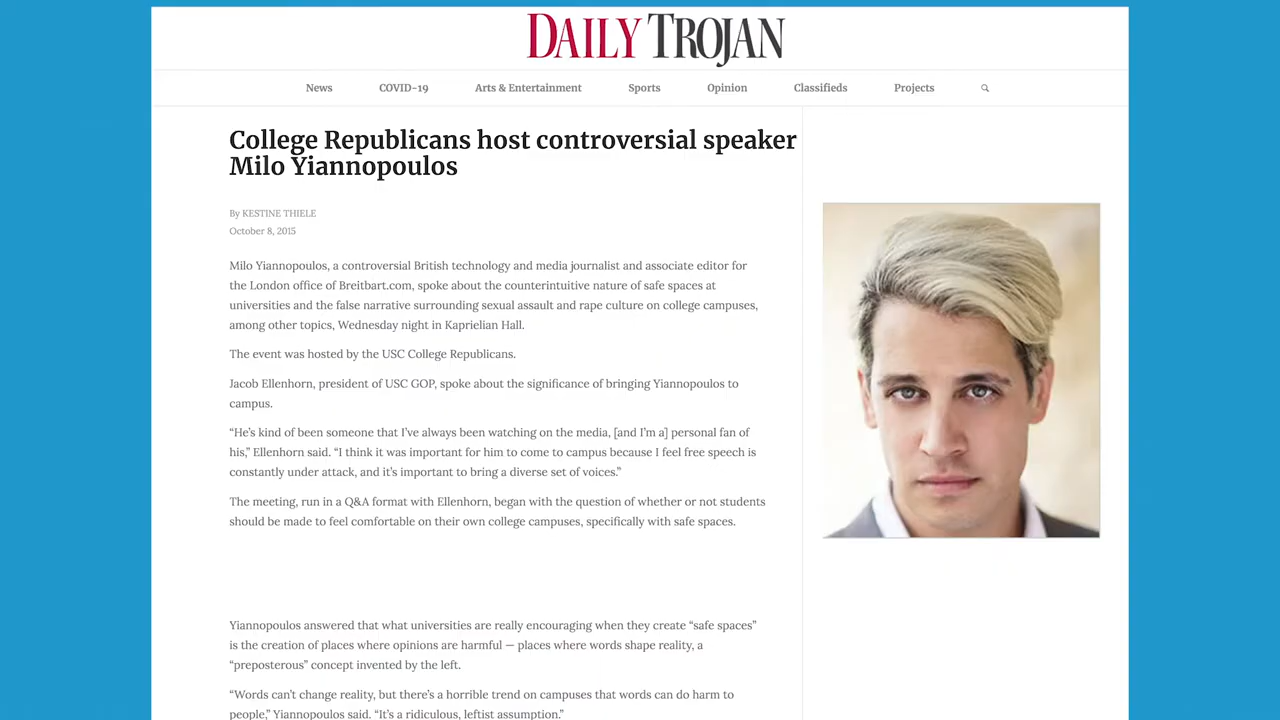 DAILY TROJAN
News COVID-19 Arts & Entertainment Sports Opinion Classifieds Projects
College Republicans host controversial speaker
Milo Yiannopoulos
By KESTINE THIELE
October 8, 2015
Milo Yiannopoulos, a controversial British technology and media journalist and associate editor for
the London office of Breitbart.com, spoke about the counterintuitive nature of safe spaces at
universities and the false narrative surrounding sexual assault and rape culture on college campuses,
among other topics, Wednesday night in Kaprielian Hall.
The event was hosted by the USC College Republicans.
Jacob Ellenhorn, president of USC GOP, spoke about the significance of bringing Yiannopoulos to
campus.
“He’s kind of been someone that I’ve always been watching on the media, [and I’m a] personal fan of
his,” Ellenhorn said. “I think it was important for him to come to campus because I feel free speech is
constantly under attack, and it’s important to bring a diverse set of voices.”
The meeting, run in a Q&A format with Ellenhorn, began with the question of whether or not students
should be made to feel comfortable on their own college campuses, specifically with safe spaces.
Yiannopoulos answered that what universities are really encouraging when they create “safe spaces”
is the creation of places where opinions are harmful — places where words shape reality, a
“preposterous” concept invented by the left.
“Words can’t change reality, but there’s a horrible trend on campuses that words can do harm to
people,” Yiannopoulos said. “It’s a ridiculous, leftist assumption.”